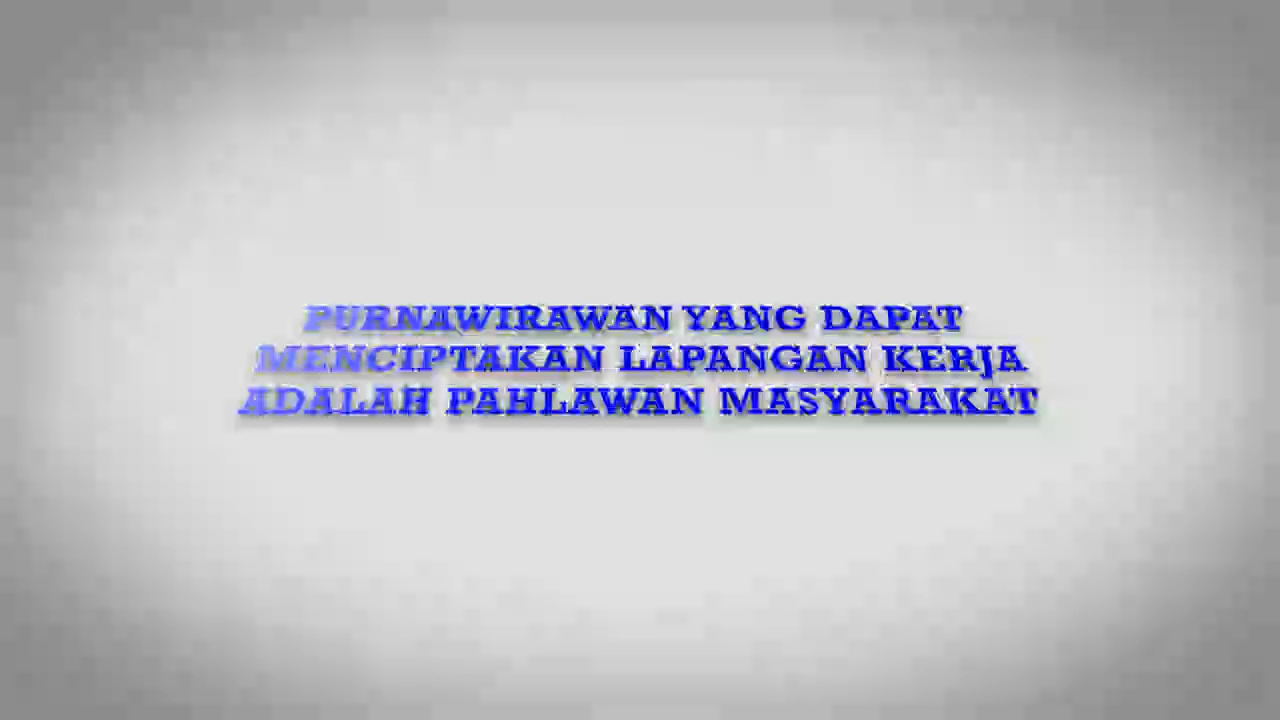 PURNAWIRAWAN YANG DAPAT
MENCIPTAKAN LAPANGAN KERJA
ADALAH PAHLAWAN MASYARAKAT